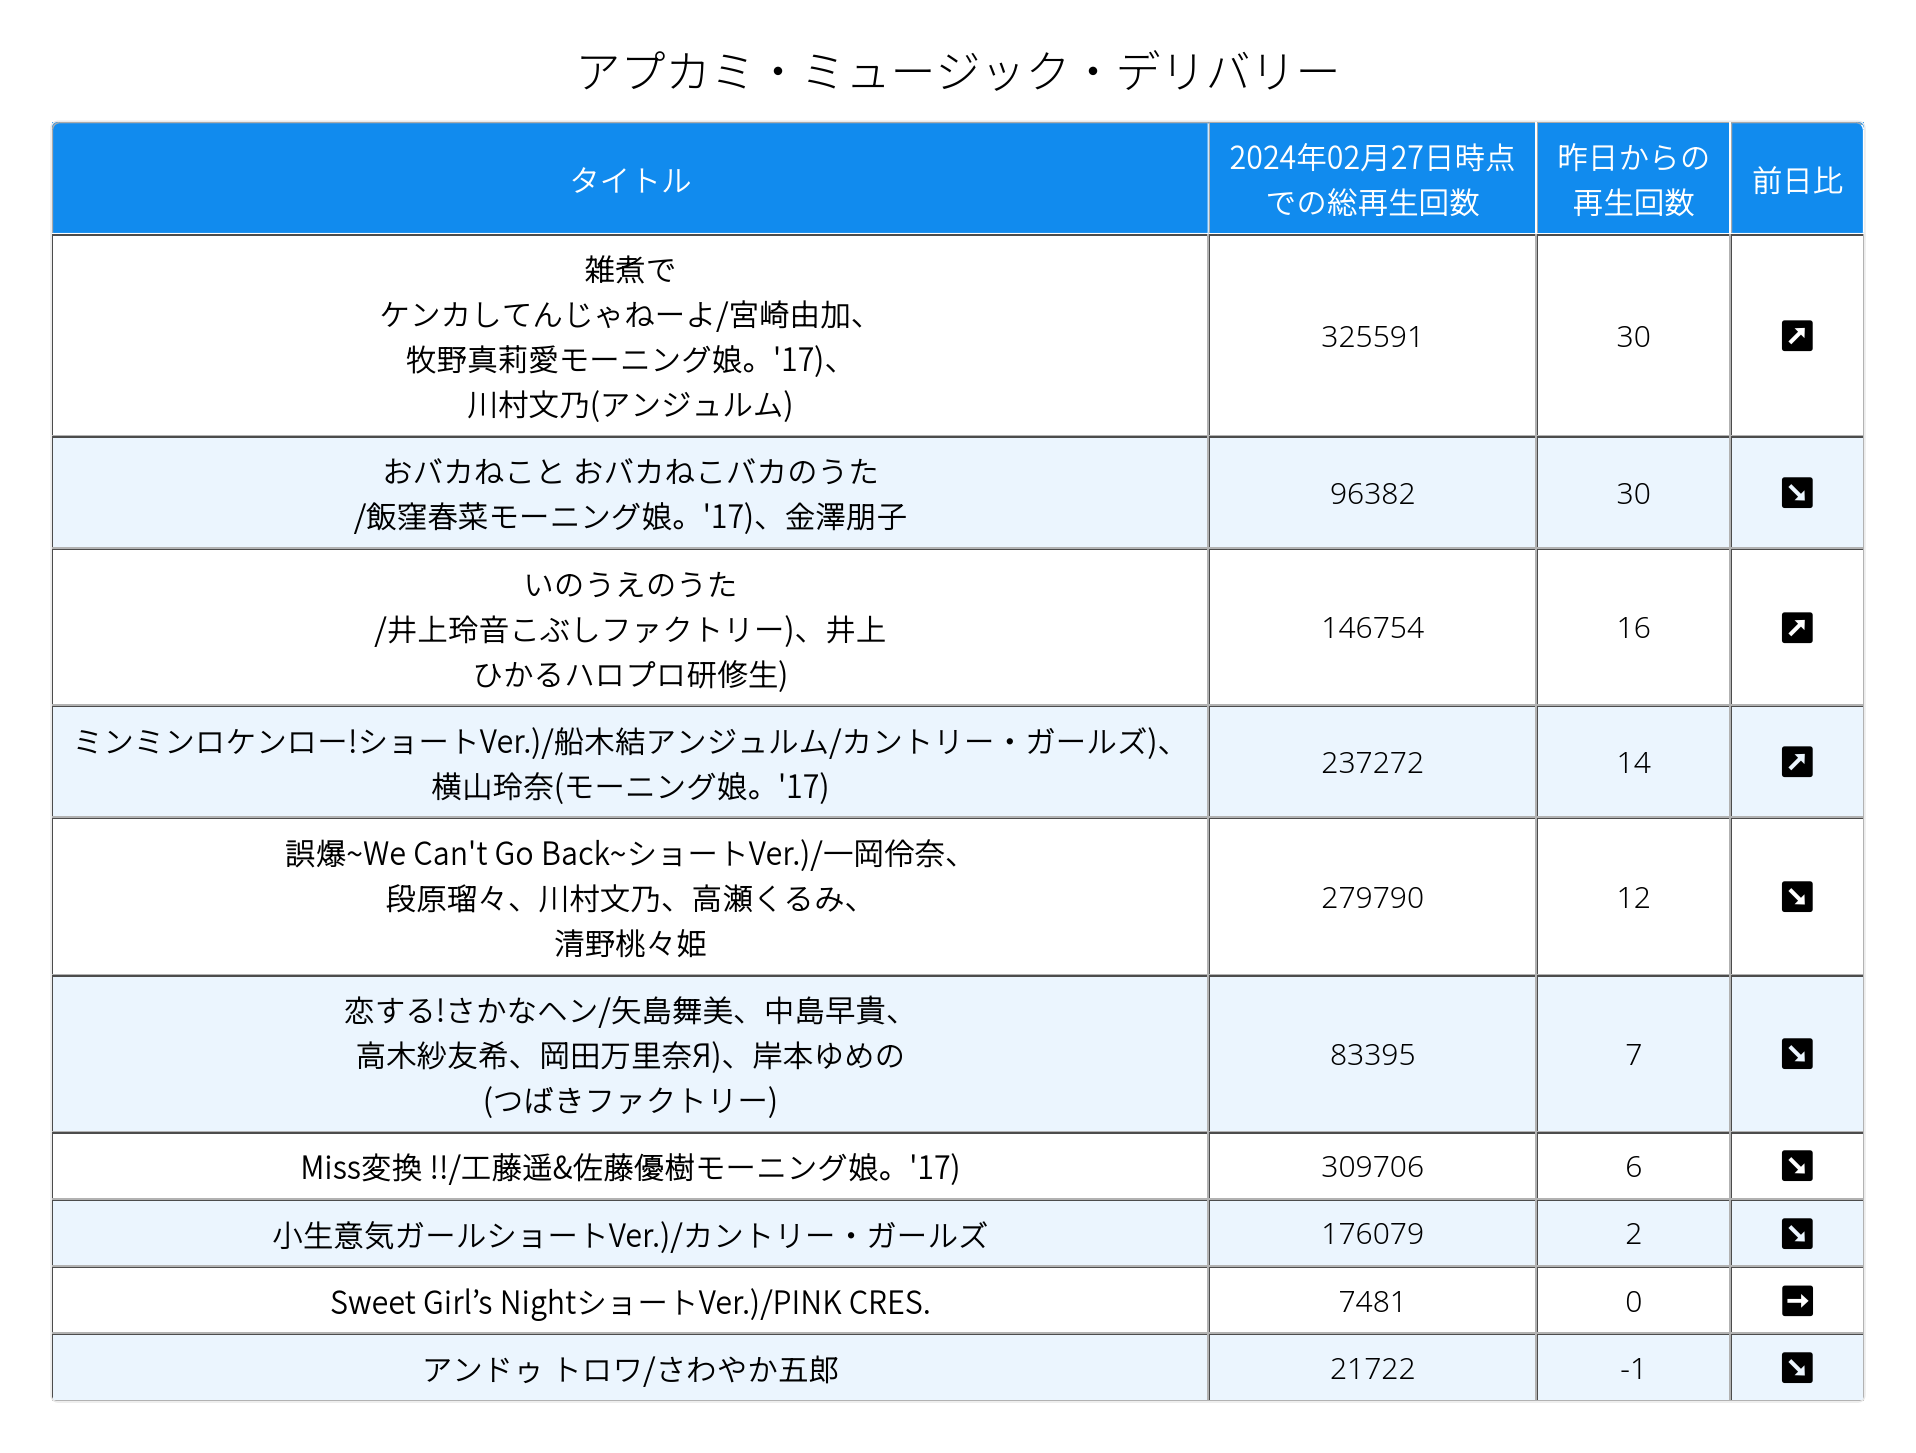 アプカミ・ミュージック・デリバリー
タイトル
2024年02月27日時点
での総再生回数
昨日からの
再生回数
前日比
雑煮で
ケンカしてんじゃねーよ/宮崎由加、
牧野真莉愛モーニング娘。'17)、
川村文乃(アンジュルム)
325591
30
おバカねこと おバカねこバカのうた
/飯窪春菜モーニング娘。'17)、金澤朋子
96382
30
いのうえのうた
/井上玲音こぶしファクトリー)、井上
ひかるハロプロ研修生)
146754
16
ミンミンロケンロー!ショートVer.)/船木結アンジュルム/カントリー・ガールズ)、
横山玲奈(モーニング娘。'17)
237272
14
誤爆~We Can't Go Back~ショートVer.)/一岡伶奈、
段原瑠々、川村文乃、高瀬くるみ、
清野桃々姫
279790
12
恋する!さかなヘン/矢島舞美、中島早貴、
高木紗友希、岡田万里奈Я)、岸本ゆめの
(つばきファクトリー)
83395
7
Miss変換 !!/工藤遥&佐藤優樹モーニング娘。'17)
309706
6
小生意気ガールショートVer.)/カントリー・ガールズ
176079
2
Sweet Girl’s NightショートVer.)/PINK CRES.
7481
0
アンドゥ トロワ/さわやか五郎
21722
-1